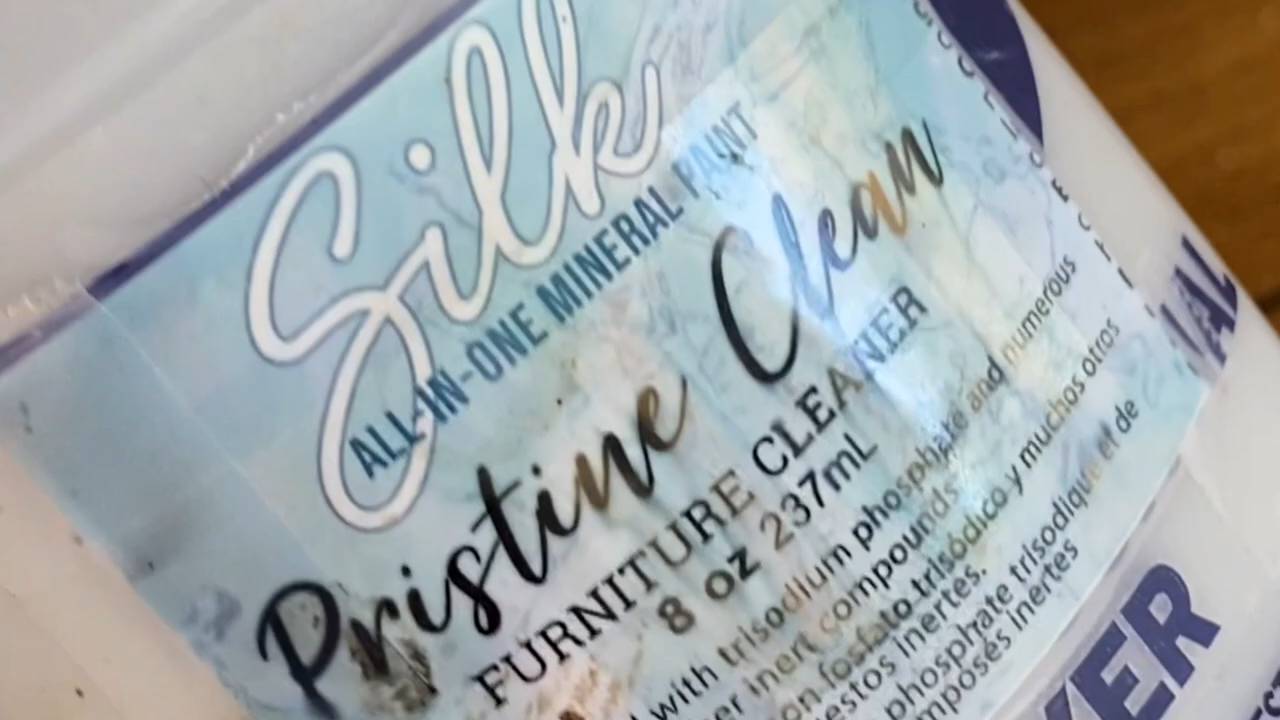 Silk
ALL-IN-ONE MINERAL PAINT
Pristine Clean
FURNITURE CLEANER
8 oz 237mL
with trisodium phosphate and numerous
inert compounds
fosfato trisódico y muchos otros
inertes.
phosphate trisodique et de
inertes